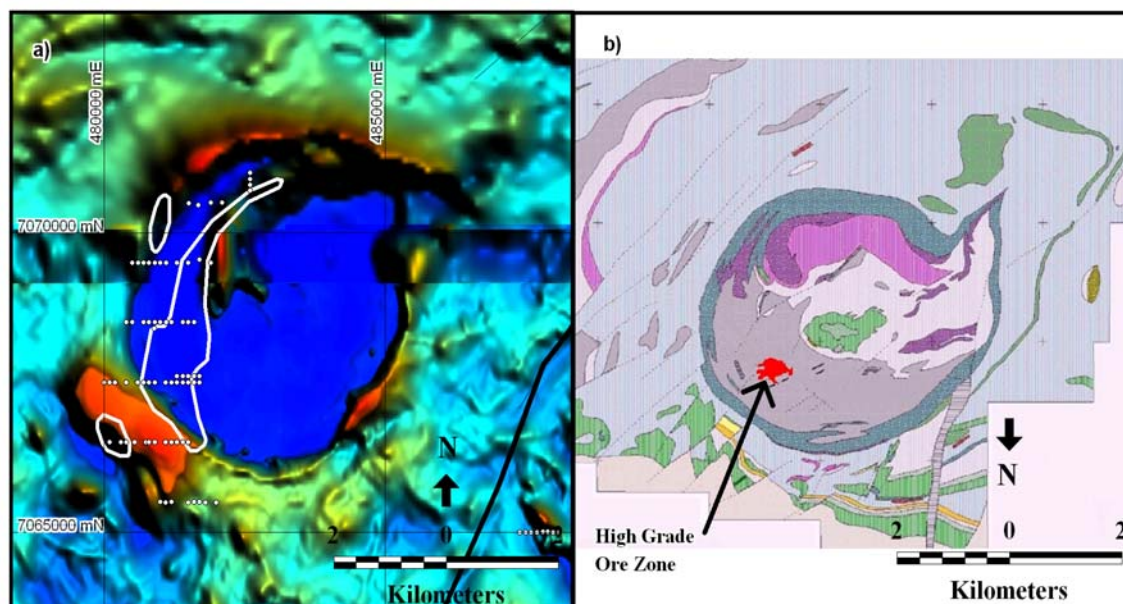 a)
480000 mE
485000 mE
7070000 mN
7065000 mN
N
2 0 2
Kilometers
b)
High Grade
Ore Zone
N
2 0 2
Kilometers